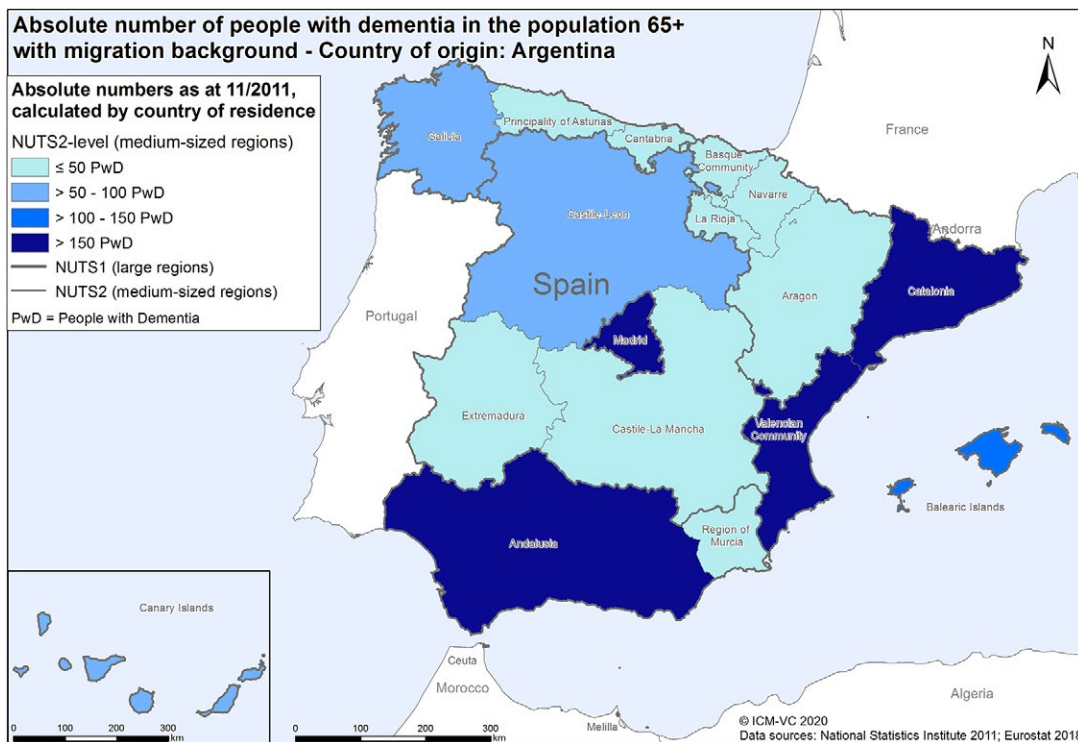 Absolute number of people with dementia in the population 65+
with migration background - Country of origin: Argentina
Absolute numbers as at 11/2011,
calculated by country of residence
NUTS2-level (medium-sized regions)
≤ 50 PwD
> 50 - 100 PwD
> 100 - 150 PwD
> 150 PwD
NUTS1 (large regions)
NUTS2 (medium-sized regions)
PwD = People with Dementia
N
France
Galicia
Principality of Asturias
Cantabria
Basque
Community
Navarre
La Rioja
Castile-Leon
Andorra
Spain
Aragon
Catalonia
Portugal
Madrid
Extremadura
Castile-La Mancha
Valencian
Community
Balearic Islands
Region of
Murcia
Andalusia
Canary Islands
Ceuta
Morocco
Melilla
Algeria
0 100 200 300
km
0 100 200 300
km
© ICM-VC 2020
Data sources: National Statistics Institute 2011; Eurostat 2018